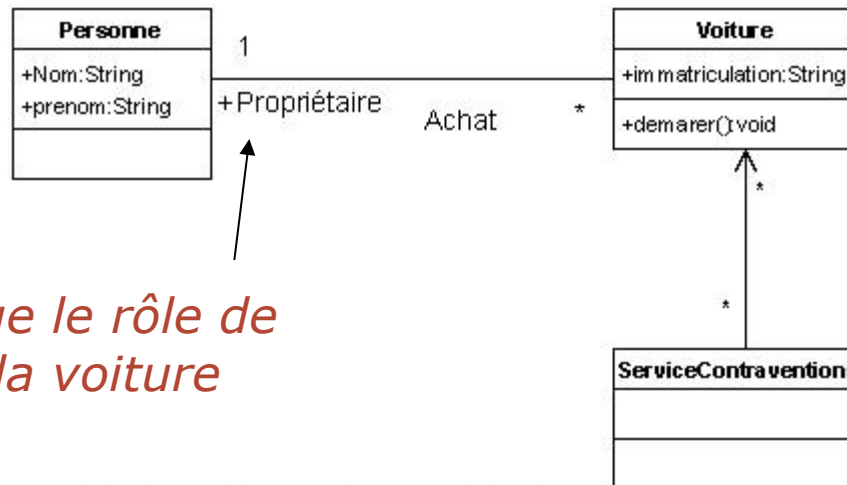 Personne
+Nom:String
+prenom:String
1
+Propriétaire
Achat
*
Voiture
+immatriculation:String
+demarer():void
*
*
le rôle de
la voiture
ServiceContravention